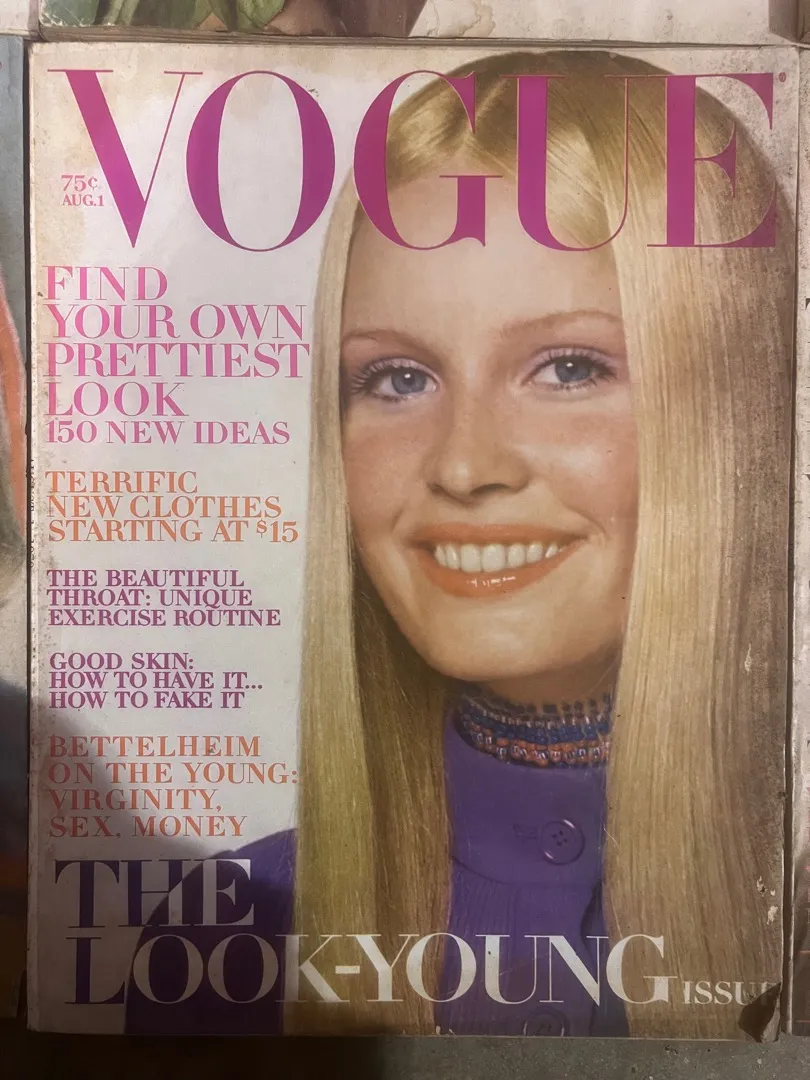 VOGUE
75¢
AUG.1
FIND
YOUR OWN
PRETTIEST
LOOK
150 NEW IDEAS
TERRIFIC
NEW CLOTHES
STARTING AT $15
THE BEAUTIFUL
THROAT: UNIQUE
EXERCISE ROUTINE
GOOD SKIN:
HOW TO HAVE IT...
HOW TO FAKE IT
BETTELHEIM
ON THE YOUNG:
VIRGINITY,
SEX, MONEY
THE
LOOK-YOUNG ISSUE